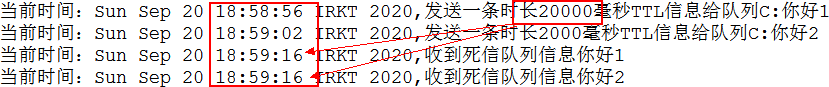 当前时间：Sun Sep 20 18:58:56 IRKT 2020,发送一条时长20000毫秒TTL信息给队列C:你好1
当前时间：Sun Sep 20 18:59:02 IRKT 2020,发送一条时长2000毫秒TTL信息给队列C:你好2
当前时间：Sun Sep 20 18:59:16 IRKT 2020,收到死信队列信息你好1
当前时间：Sun Sep 20 18:59:16 IRKT 2020,收到死信队列信息你好2